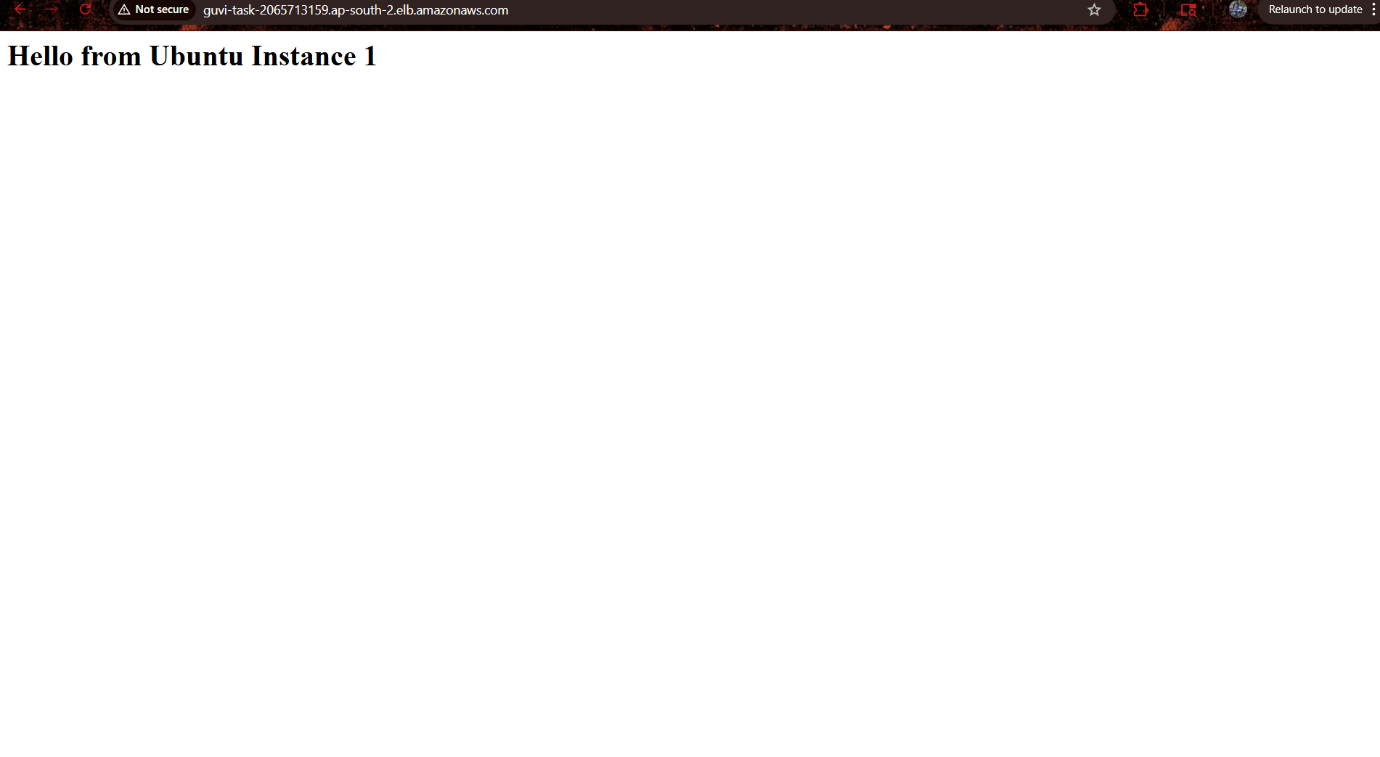 Not secure
guvi-task-2065713159.ap-south-2.elb.amazonaws.com
Relaunch to update
Hello from Ubuntu Instance 1